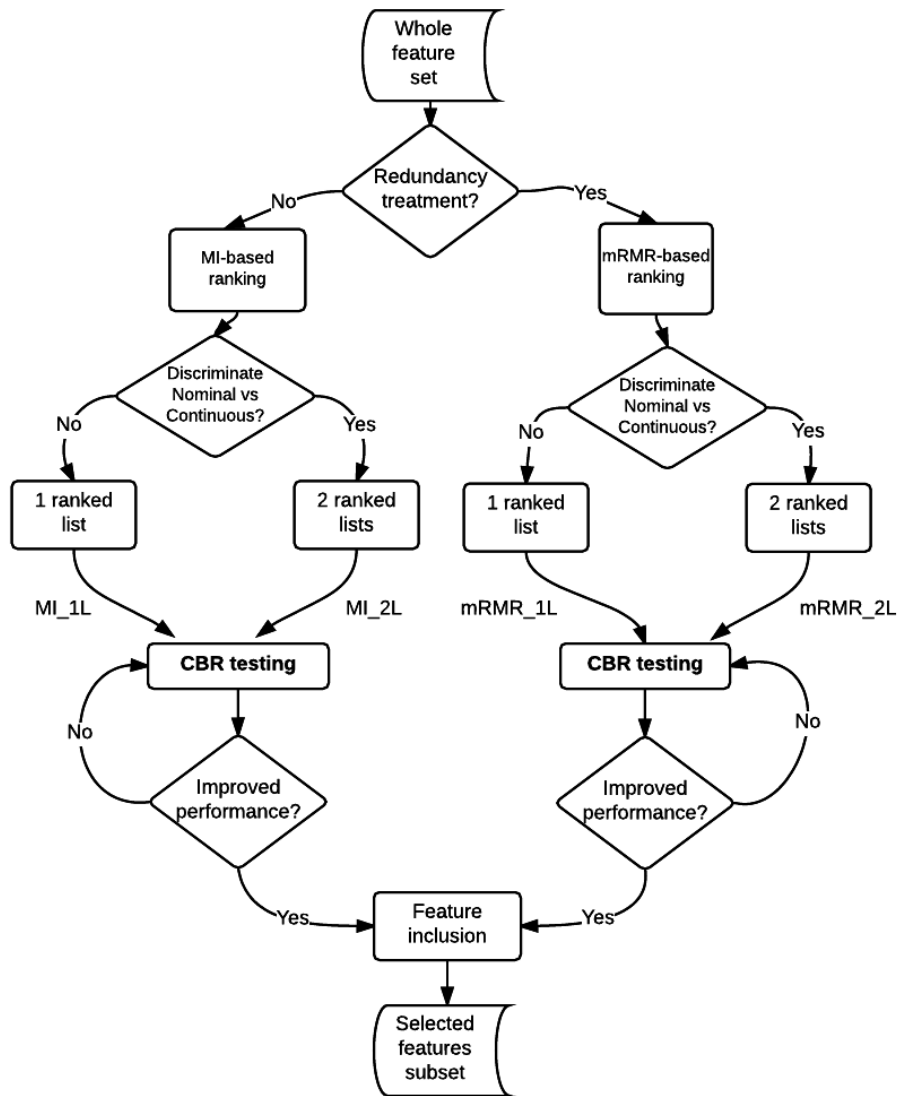 Whole
feature
set
Redundancy
treatment?
No
Yes
MI-based
ranking
mRMR-based
ranking
Discriminate
Nominal vs
Continuous?
Discriminate
Nominal vs
Continuous?
No
Yes
No
Yes
1 ranked
list
2 ranked
lists
1 ranked
list
2 ranked
lists
MI_1L
MI_2L
mRMR_1L
mRMR_2L
CBR testing
CBR testing
No
No
Improved
performance?
Improved
performance?
Yes
Yes
Feature
inclusion
Selected
features
subset